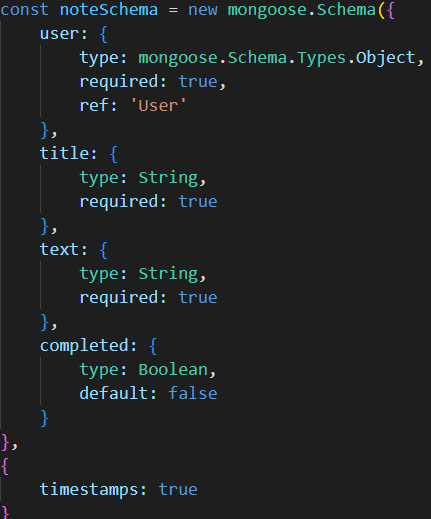 const noteSchema = new mongoose.Schema({
    user: {
        type: mongoose.Schema.Types.Object,
        required: true,
        ref: 'User'
    },
    title: {
        type: String,
        required: true
    },
    text: {
        type: String,
        required: true
    },
    completed: {
        type: Boolean,
        default: false
    }
},
{
    timestamps: true
}